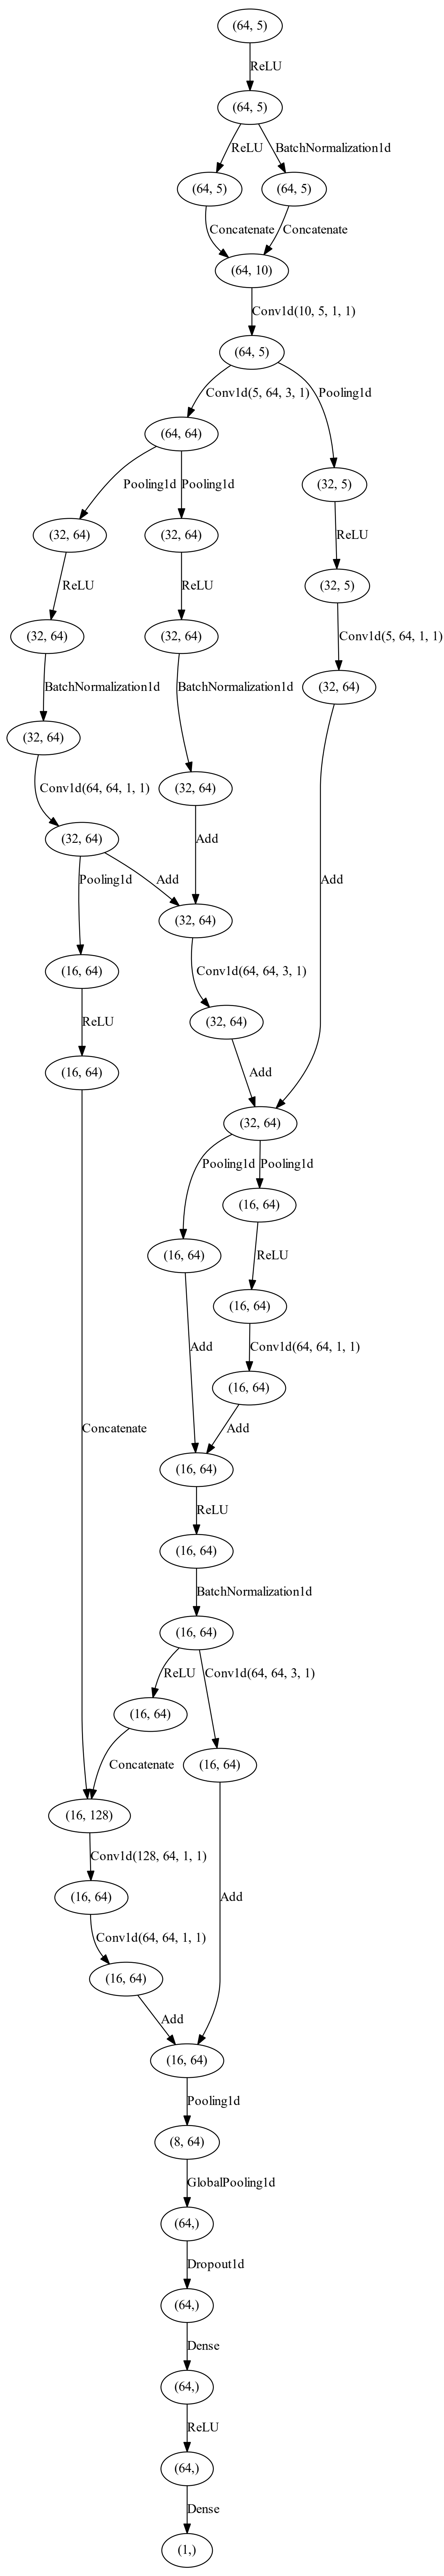 (64, 5)
ReLU
(64, 5)
ReLU BatchNormalization1d
(64, 5) (64, 5)
Concatenate Concatenate
(64, 10)
Conv1d(10, 5, 1, 1)
(64, 5)
Conv1d(5, 64, 3, 1) Pooling1d
(64, 64)
Pooling1d Pooling1d
(32, 5)
(32, 64) (32, 64)
ReLU
ReLU ReLU
(32, 5)
(32, 64) (32, 64)
Conv1d(5, 64, 1, 1)
BatchNormalization1d BatchNormalization1d
(32, 64)
(32, 64)
Conv1d(64, 64, 1, 1)
(32, 64)
(32, 64)
Add
Pooling1d Add
Add
(32, 64)
(16, 64)
Conv1d(64, 64, 3, 1)
ReLU
(32, 64)
(16, 64)
Add
(32, 64)
Pooling1d Pooling1d
(16, 64)
(16, 64)
ReLU
(16, 64)
Add
Conv1d(64, 64, 1, 1)
(16, 64)
Concatenate
Add
(16, 64)
ReLU
(16, 64)
BatchNormalization1d
(16, 64)
ReLU Conv1d(64, 64, 3, 1)
(16, 64)
Concatenate
(16, 64)
(16, 128)
Conv1d(128, 64, 1, 1)
(16, 64)
Add
Conv1d(64, 64, 1, 1)
(16, 64)
Add
(16, 64)
Pooling1d
(8, 64)
GlobalPooling1d
(64,)
Dropout1d
(64,)
Dense
(64,)
ReLU
(64,)
Dense
(1,)